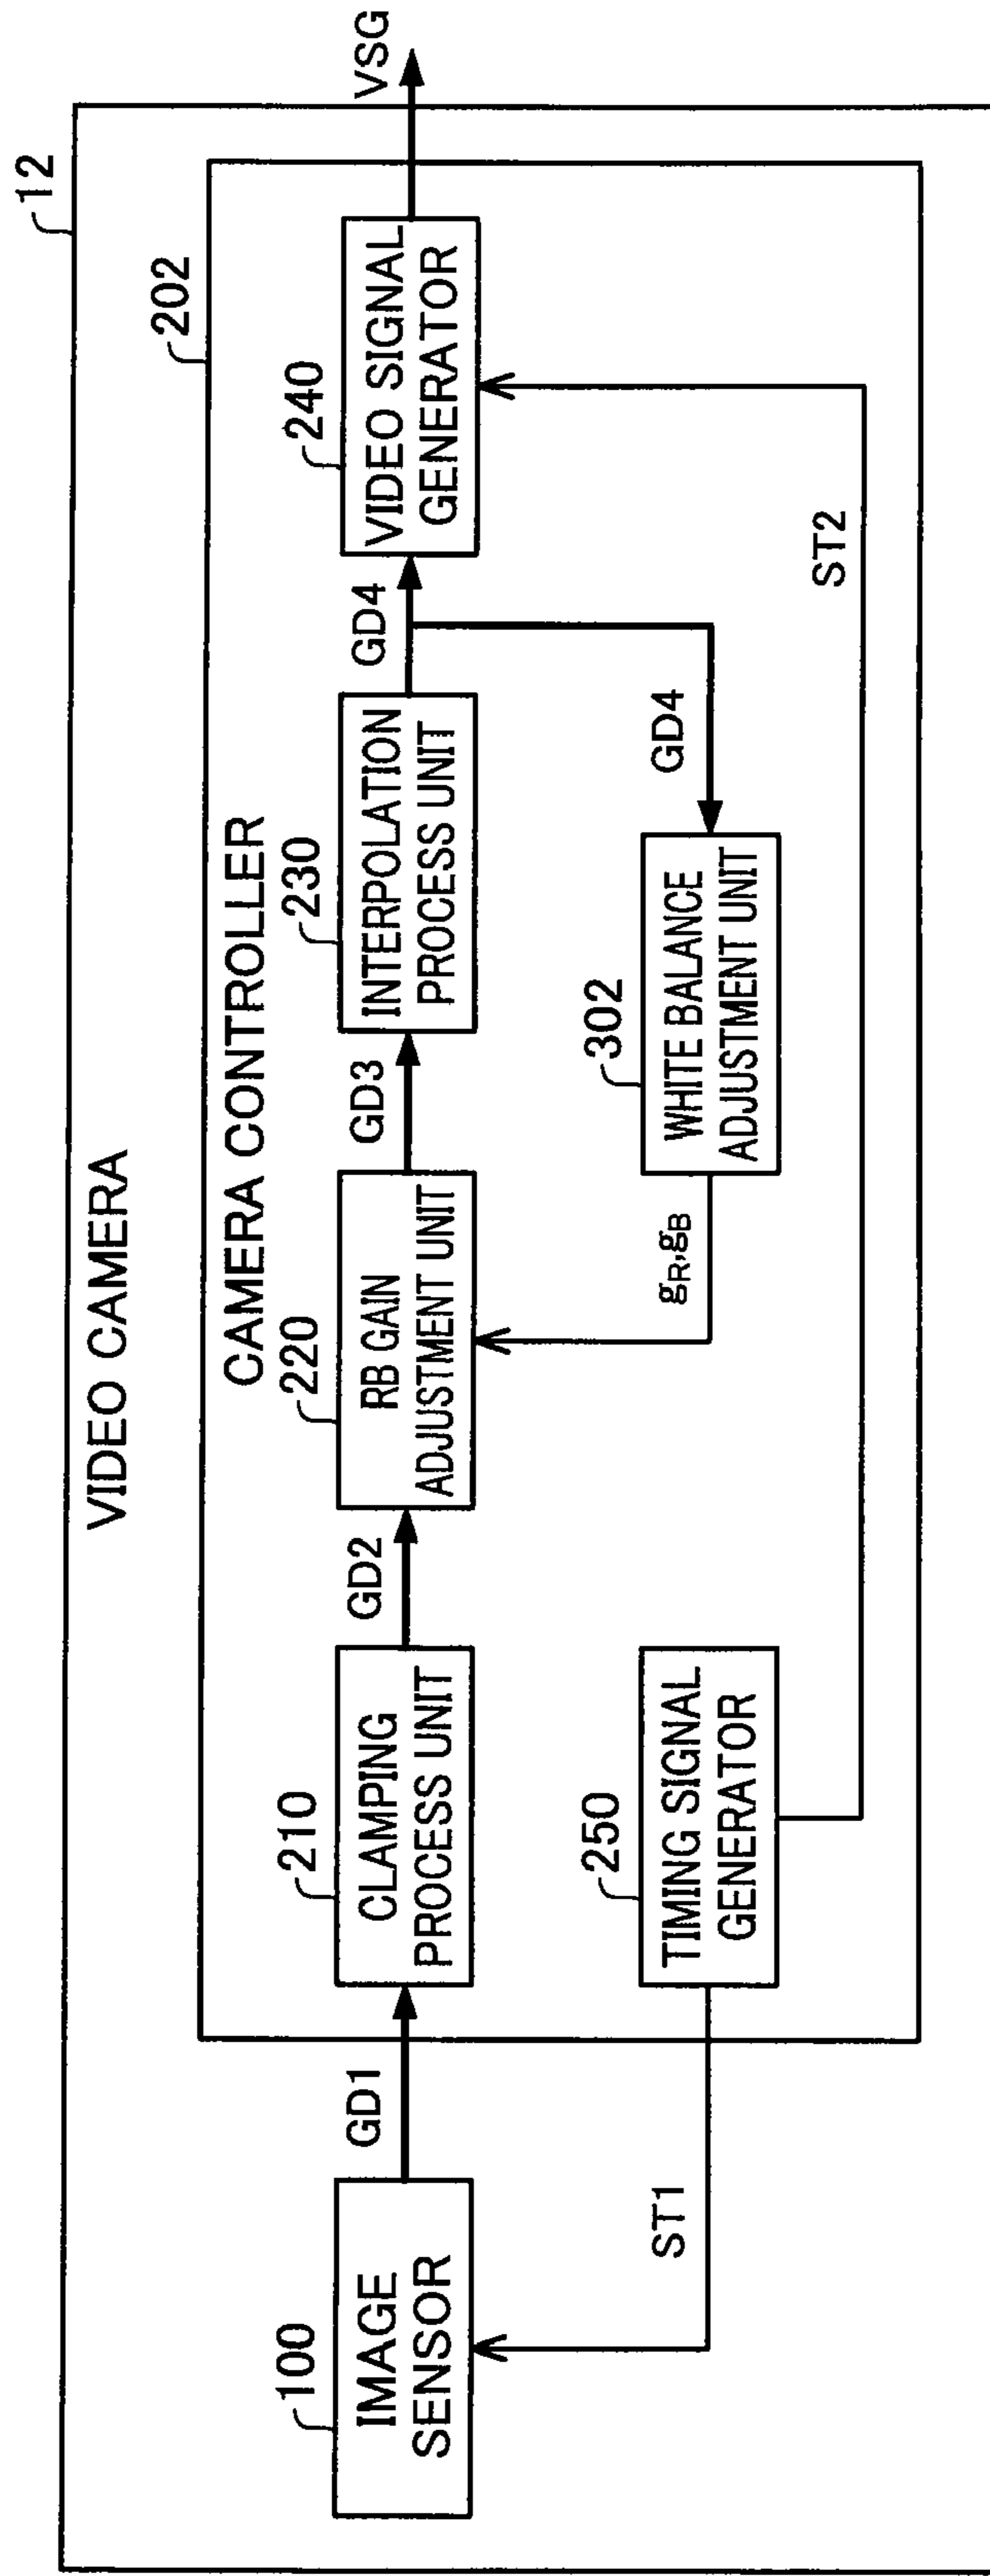 12
VIDEO CAMERA
202
CAMERA CONTROLLER
100
IMAGE
SENSOR
GD1
210
CLAMPING
PROCESS UNIT
GD2
220
RB GAIN
ADJUSTMENT UNIT
GD3
230
INTERPOLATION
PROCESS UNIT
GD4
240
VIDEO SIGNAL
GENERATOR
VSG
ST1
250
TIMING SIGNAL
GENERATOR
gR,gB
302
WHITE BALANCE
ADJUSTMENT UNIT
GD4
ST2